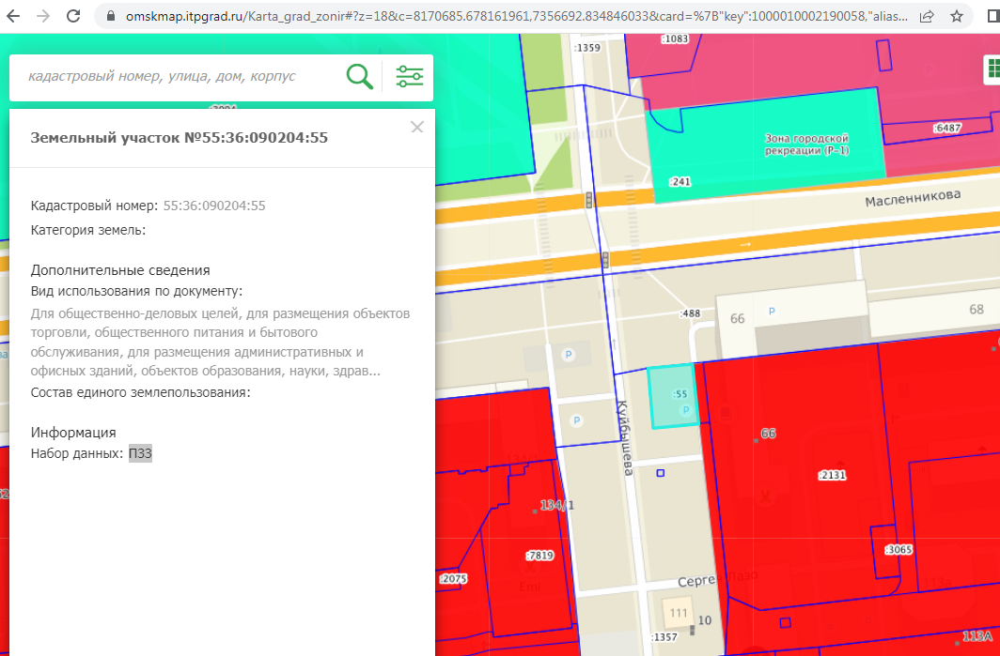 omskmap.itpgrad.ru/Karta_grad_zonir#?z=18&c=8170685.678161961,7356692.834846033&card=%7B"key":1000010002190058,"alias...
кадастровый номер, улица, дом, корпус
Земельный участок №55:36:090204:55
Кадастровый номер: 55:36:090204:55
Категория земель:
Дополнительные сведения
Вид использования по документу:
Для общественно-деловых целей, для размещения объектов
торговли, общественного питания и бытового
обслуживания, для размещения административных и
офисных зданий, объектов образования, науки, здрав...
Состав единого землепользования:
Информация
Набор данных: ПЗЗ
:1359
:1083
:6487
Зона городской
рекреации (Р-1)
:241
Масленникова
:488
66
P
68
P
:55
P
P
Куйбышева
66
:2131
134/1
:7819
:3065
:2075
Серге Лазо
113а
111
10
:1357
113А